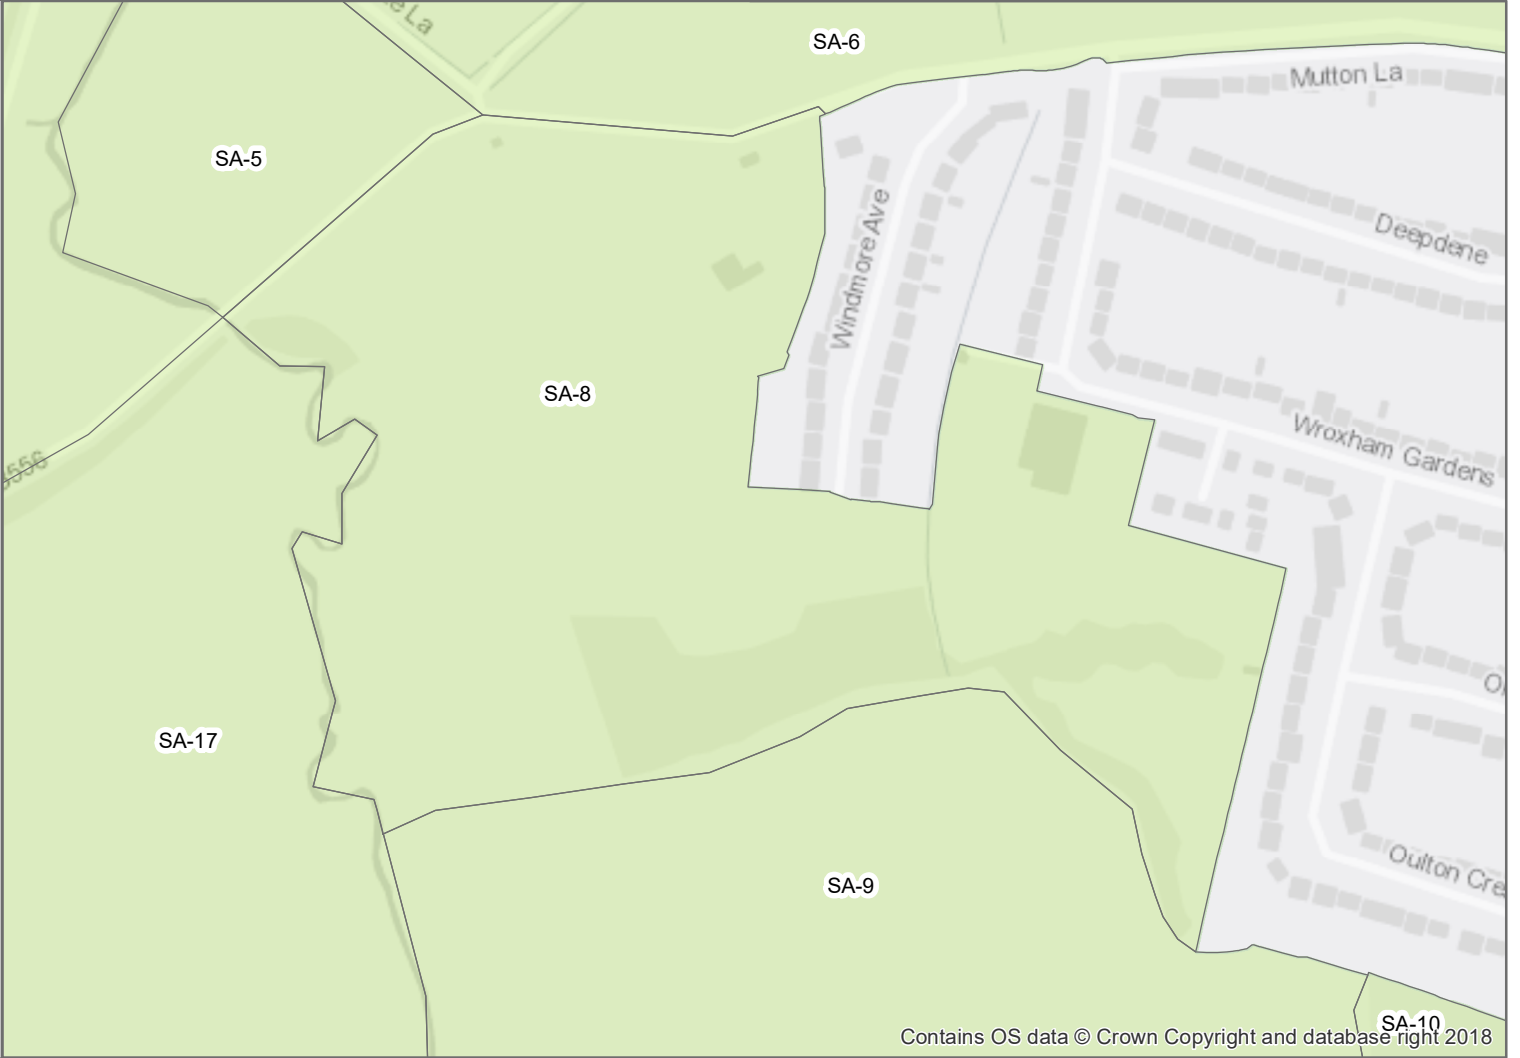 SA-6
Mutton La
SA-5
Windmore Ave
Deepdene
SA-8
Wroxham Gardens
SA-17
Oulton Cre
SA-9
SA-10
Contains OS data © Crown Copyright and database right 2018